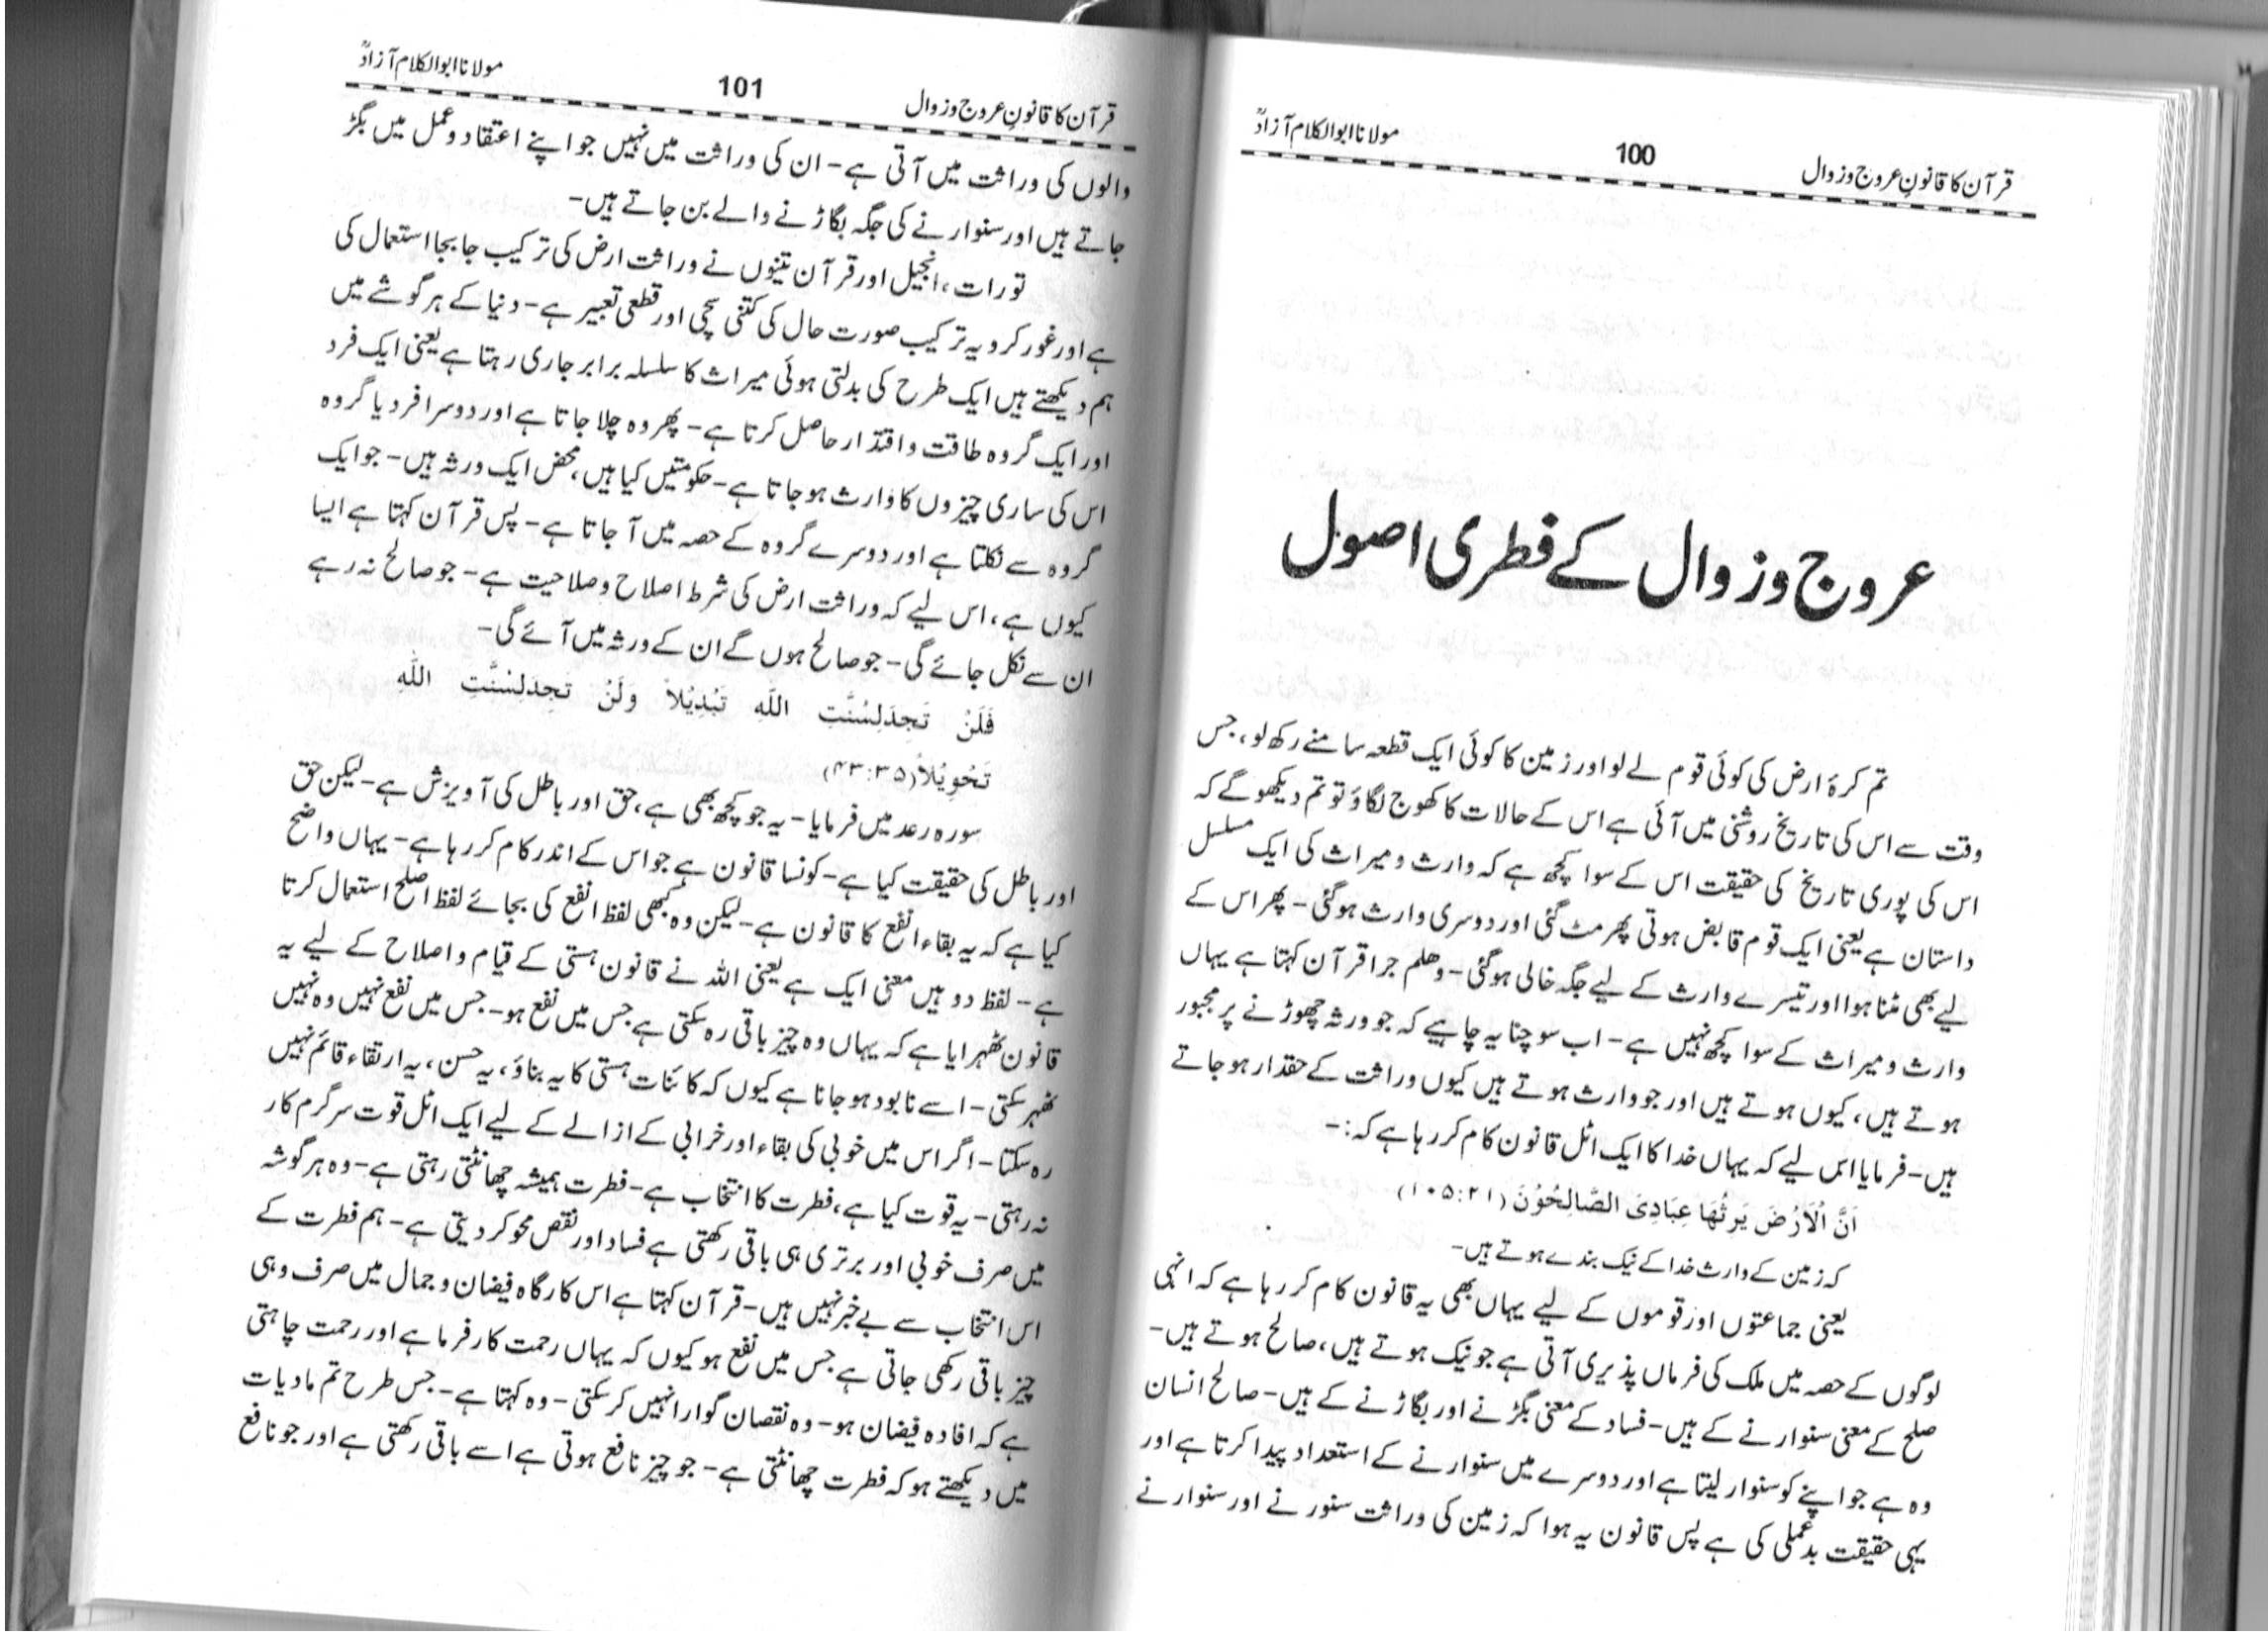 قرآن کا قانونِ عروج و زوال
100
مولانا ابوالکلام آزادؒ
عروج و زوال کے فطری اصول
تم کرۂ ارض کی کوئی قوم لے لو اور زمین کا کوئی ایک قطعہ سامنے رکھ لو، جس
وقت سے اس کی تاریخ روشنی میں آئی ہے اس کے حالات کا کھوج لگاؤ تو تم دیکھو گے کہ
اس کی پوری تاریخ کی حقیقت اس کے سوا کچھ ہے کہ وارث و میراث کی ایک مسلسل
داستان ہے یعنی ایک قوم قابض ہوتی پھر مٹ گئی اور دوسری وارث ہوگئی۔ پھر اس کے
لیے بھی مٹنا ہوا اور تیسرے وارث کے لیے جگہ خالی ہوگئی۔ وھلم جرا قرآن کہتا ہے یہاں
وارث و میراث کے سوا کچھ نہیں ہے۔ اب سوچنا یہ چاہیے کہ جو ورثہ چھوڑنے پر مجبور
ہوتے ہیں، کیوں ہوتے ہیں اور جو وارث ہوتے ہیں کیوں وراثت کے حقدار ہو جاتے
ہیں۔ فرمایا اس لیے کہ یہاں خدا کا ایک اٹل قانون کام کر رہا ہے کہ:۔
اَنَّ الْاَرْضَ يَرِثُهَا عِبَادِىَ الصَّالِحُوْنَ (۱۰۵:۲۱)
کہ زمین کے وارث خدا کے نیک بندے ہوتے ہیں۔
یعنی جماعتوں اور قوموں کے لیے یہاں بھی یہ قانون کام کر رہا ہے کہ انہی
لوگوں کے حصہ میں ملک کی فرماں پذیری آتی ہے جو نیک ہوتے ہیں، صالح ہوتے ہیں۔
صلح کے معنی سنوارنے کے ہیں۔ فساد کے معنی بگڑنے اور بگاڑنے کے ہیں۔ صالح انسان
وہ ہے جو اپنے کو سنوار لیتا ہے اور دوسرے میں سنوارنے کے استعداد پیدا کرتا ہے اور
یہی حقیقت بدعملی کی ہے پس قانون یہ ہوا کہ زمین کی وراثت سنورنے اور سنوارنے
قرآن کا قانونِ عروج و زوال
101
مولانا ابوالکلام آزادؒ
والوں کی وراثت میں آتی ہے۔ ان کی وراثت میں نہیں جو اپنے اعتقاد و عمل میں بگڑ
جاتے ہیں اور سنوارنے کی جگہ بگاڑنے والے بن جاتے ہیں۔
تورات، انجیل اور قرآن تینوں نے وراثت ارض کی ترکیب جابجا استعمال کی
ہے اور غور کرو یہ ترکیب صورت حال کی کتنی سچی اور قطعی تعبیر ہے۔ دنیا کے ہر گوشے میں
ہم دیکھتے ہیں ایک طرح کی بدلتی ہوئی میراث کا سلسلہ برابر جاری رہتا ہے یعنی ایک فرد
اور ایک گروہ طاقت و اقتدار حاصل کرتا ہے۔ پھر وہ چلا جاتا ہے اور دوسرا فرد یا گروہ
اس کی ساری چیزوں کا وارث ہو جاتا ہے۔ حکومتیں کیا ہیں، محض ایک ورثہ ہیں۔ جو ایک
گروہ سے نکلتا ہے اور دوسرے گروہ کے حصہ میں آ جاتا ہے۔ پس قرآن کہتا ہے ایسا
کیوں ہے، اس لیے کہ وراثت ارض کی شرط اصلاح و صلاحیت ہے۔ جو صالح نہ رہے
ان سے نکل جائے گی۔ جو صالح ہوں گے ان کے ورثہ میں آئے گی۔
فَلَنْ تَجِدَلِسُنَّتِ اللّٰهِ تَبْدِيْلاً وَلَنْ تَجِدَلِسُنَّتِ اللّٰهِ
تَحْوِيْلاً (۴۳:۳۵)
سورہ رعد میں فرمایا۔ یہ جو کچھ بھی ہے، حق اور باطل کی آویزش ہے۔ لیکن حق
اور باطل کی حقیقت کیا ہے۔ کونسا قانون ہے جو اس کے اندر کام کر رہا ہے۔ یہاں واضح
کیا ہے کہ یہ بقاء انفع کا قانون ہے۔ لیکن وہ کبھی لفظ انفع کی بجائے لفظ اصلح استعمال کرتا
ہے۔ لفظ دو ہیں معنی ایک ہے یعنی اللہ نے قانون ہستی کے قیام و اصلاح کے لیے یہ
قانون ٹھہرایا ہے کہ یہاں وہ چیز باقی رہ سکتی ہے جس میں نفع ہو۔ جس میں نفع نہیں وہ نہیں
ٹھہر سکتی۔ اسے نابود ہو جانا ہے کیوں کہ کائنات ہستی کا یہ بناؤ، یہ حسن، یہ ارتقاء قائم نہیں
رہ سکتا۔ اگر اس میں خوبی کی بقاء اور خرابی کے ازالے کے لیے ایک اٹل قوت سرگرم کار
نہ رہتی۔ یہ قوت کیا ہے، فطرت کا انتخاب ہے۔ فطرت ہمیشہ چھانٹتی رہتی ہے۔ وہ ہر گوشہ
میں صرف خوبی اور برتری ہی باقی رکھتی ہے فساد اور نقص محو کر دیتی ہے۔ ہم فطرت کے
اس انتخاب سے بے خبر نہیں ہیں۔ قرآن کہتا ہے اس کارگاہ فیضان و جمال میں صرف وہی
چیز باقی رکھی جاتی ہے جس میں نفع ہو کیوں کہ یہاں رحمت کارفرما ہے اور رحمت چاہتی
ہے کہ افادہ فیضان ہو۔ وہ نقصان گوارا نہیں کر سکتی۔ وہ کہتا ہے۔ جس طرح تم مادیات
میں دیکھتے ہو کہ فطرت چھانٹتی ہے۔ جو چیز نافع ہوتی ہے اسے باقی رکھتی ہے اور جو نافع